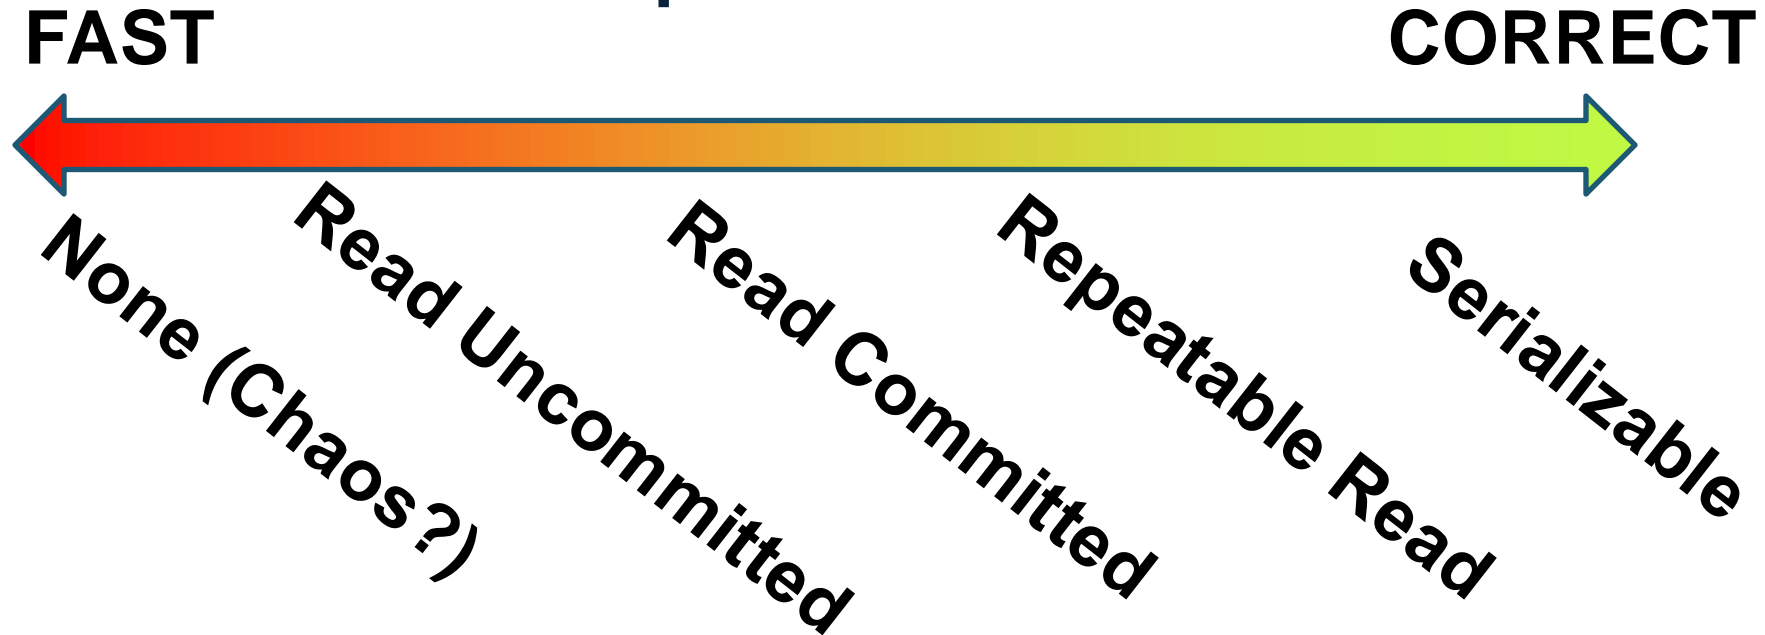 FAST
CORRECT
None (Chaos?)
Read Uncommitted
Read Committed
Repeatable Read
Serializable